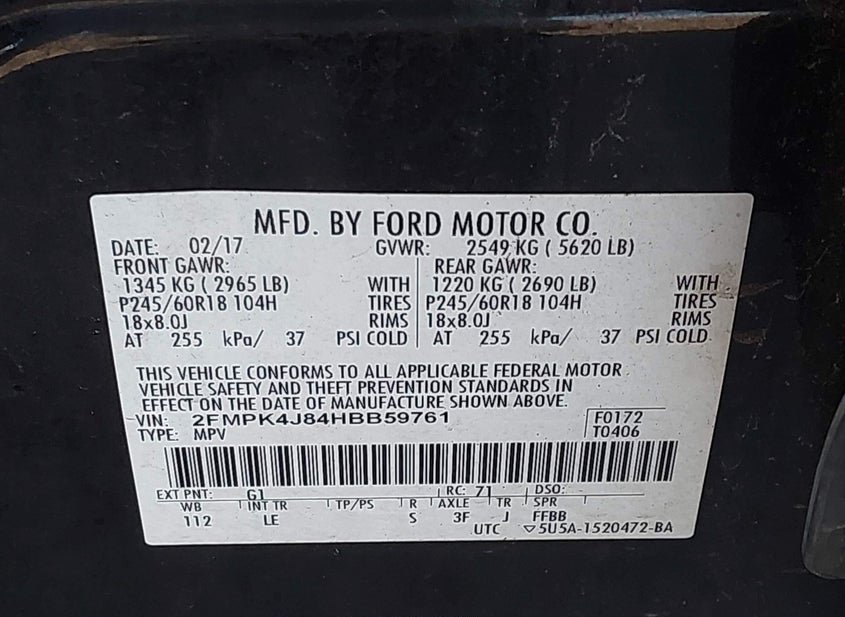 MFD. BY FORD MOTOR CO.
DATE: 02/17 GVWR: 2549 KG ( 5620 LB)
FRONT GAWR: REAR GAWR:
1345 KG ( 2965 LB) WITH 1220 KG ( 2690 LB) WITH
P245/60R18 104H TIRES P245/60R18 104H TIRES
18x8.0J RIMS 18x8.0J RIMS
AT 255 kPa/ 37 PSI COLD AT 255 kPa/ 37 PSI COLD
THIS VEHICLE CONFORMS TO ALL APPLICABLE FEDERAL MOTOR
VEHICLE SAFETY AND THEFT PREVENTION STANDARDS IN
EFFECT ON THE DATE OF MANUFACTURE SHOWN ABOVE.
VIN: 2FMPK4J84HBB59761 F0172
TYPE: MPV T0406
EXT PNT: G1 RC: 71 DSO:
WB INT TR TP/PS R AXLE TR SPR
112 LE S 3F J FFBB
UTC ▽5U5A-1520472-BA